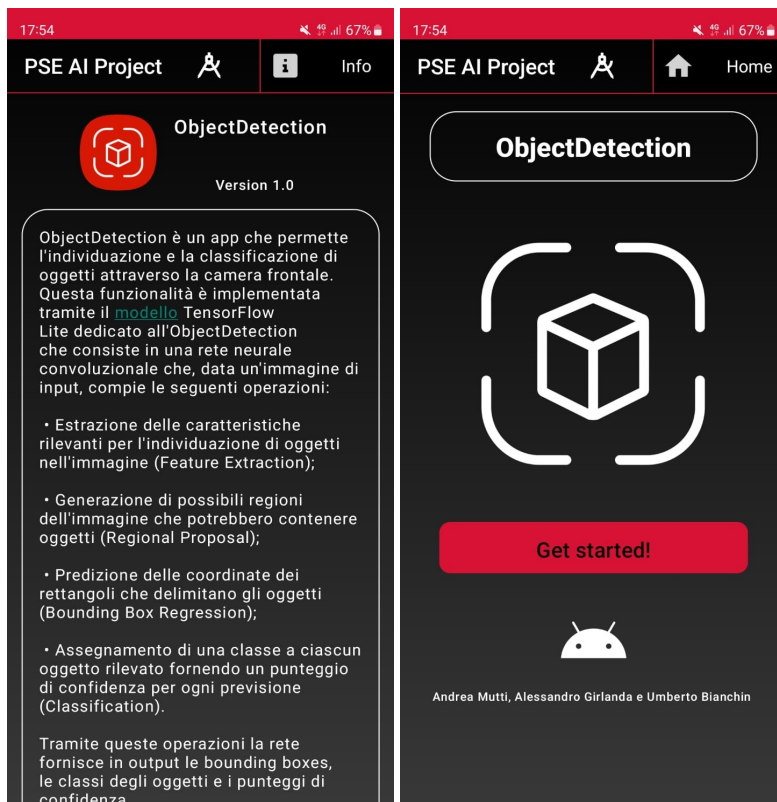 17:54
4G
67%
PSE AI Project
Info
ObjectDetection
Version 1.0
ObjectDetection è un app che permette
l'individuazione e la classificazione di
oggetti attraverso la camera frontale.
Questa funzionalità è implementata
tramite il modello TensorFlow
Lite dedicato all'ObjectDetection
che consiste in una rete neurale
convoluzionale che, data un'immagine di
input, compie le seguenti operazioni:
• Estrazione delle caratteristiche
rilevanti per l'individuazione di oggetti
nell'immagine (Feature Extraction);
• Generazione di possibili regioni
dell'immagine che potrebbero contenere
oggetti (Regional Proposal);
• Predizione delle coordinate dei
rettangoli che delimitano gli oggetti
(Bounding Box Regression);
• Assegnamento di una classe a ciascun
oggetto rilevato fornendo un punteggio
di confidenza per ogni previsione
(Classification).
Tramite queste operazioni la rete
fornisce in output le bounding boxes,
le classi degli oggetti e i punteggi di
confidenza
17:54
4G
67%
PSE AI Project
Home
ObjectDetection
Get started!
Andrea Mutti, Alessandro Girlanda e Umberto Bianchin